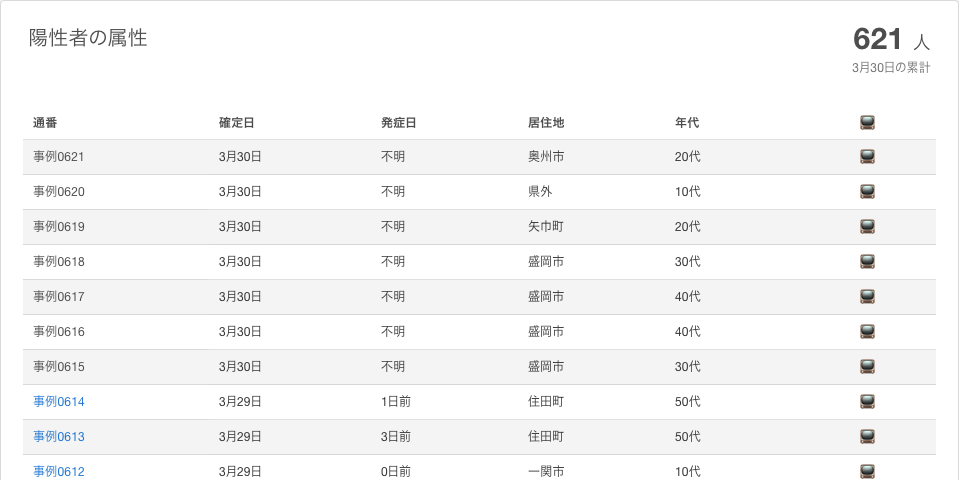 陽性者の属性
621 人
3月30日の累計
通番 確定日 発症日 居住地 年代
事例0621 3月30日 不明 奥州市 20代
事例0620 3月30日 不明 県外 10代
事例0619 3月30日 不明 矢巾町 20代
事例0618 3月30日 不明 盛岡市 30代
事例0617 3月30日 不明 盛岡市 40代
事例0616 3月30日 不明 盛岡市 40代
事例0615 3月30日 不明 盛岡市 30代
事例0614 3月29日 1日前 住田町 50代
事例0613 3月29日 3日前 住田町 50代
事例0612 3月29日 0日前 一関市 10代